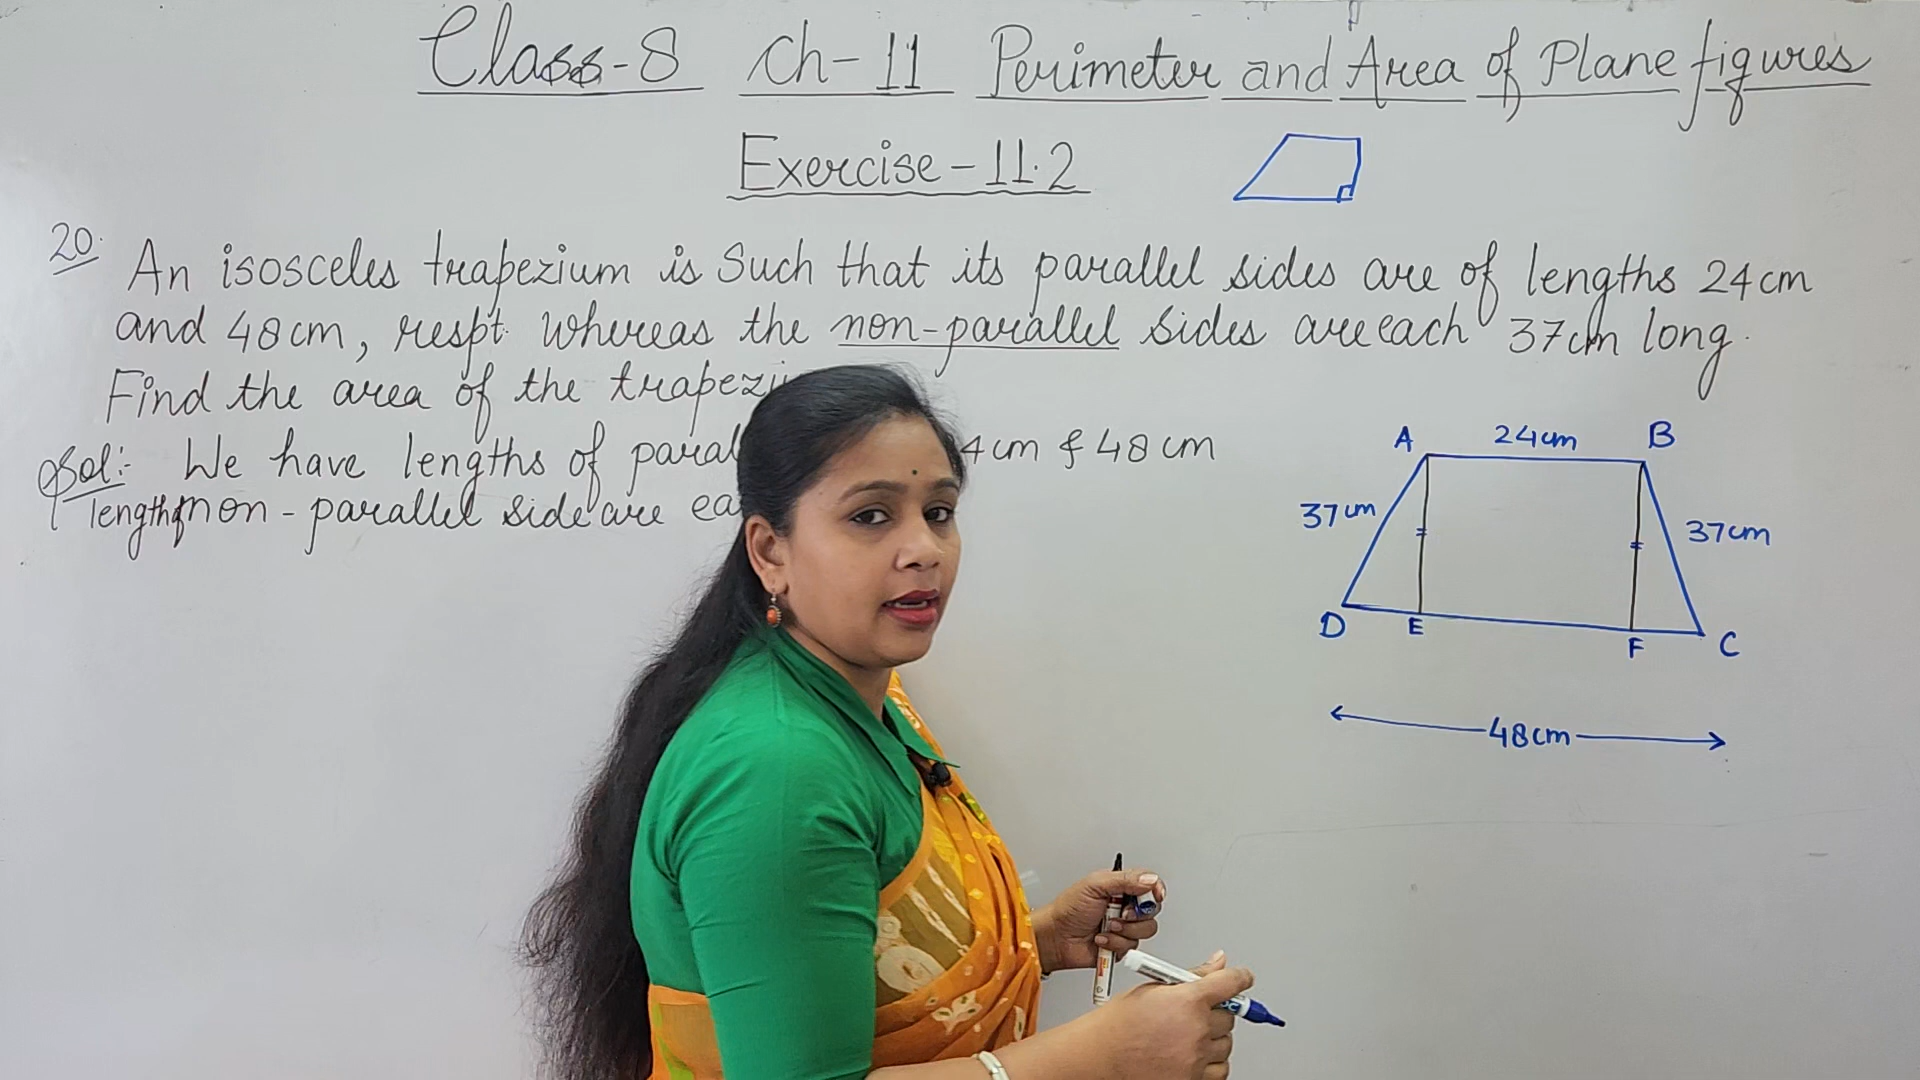 Class-8 Ch-11 Perimeter and Area of Plane figures
Exercise-11.2
20. An isosceles trapezium is Such that its parallel sides are of lengths 24cm
and 48cm, respt. Whereas the non-parallel sides are each 37cm long.
Find the area of the
Sol:- We have lengths of 4cm & 48cm
length of non-parallel side are
A 24cm B
37cm 37cm
D E F C
48cm